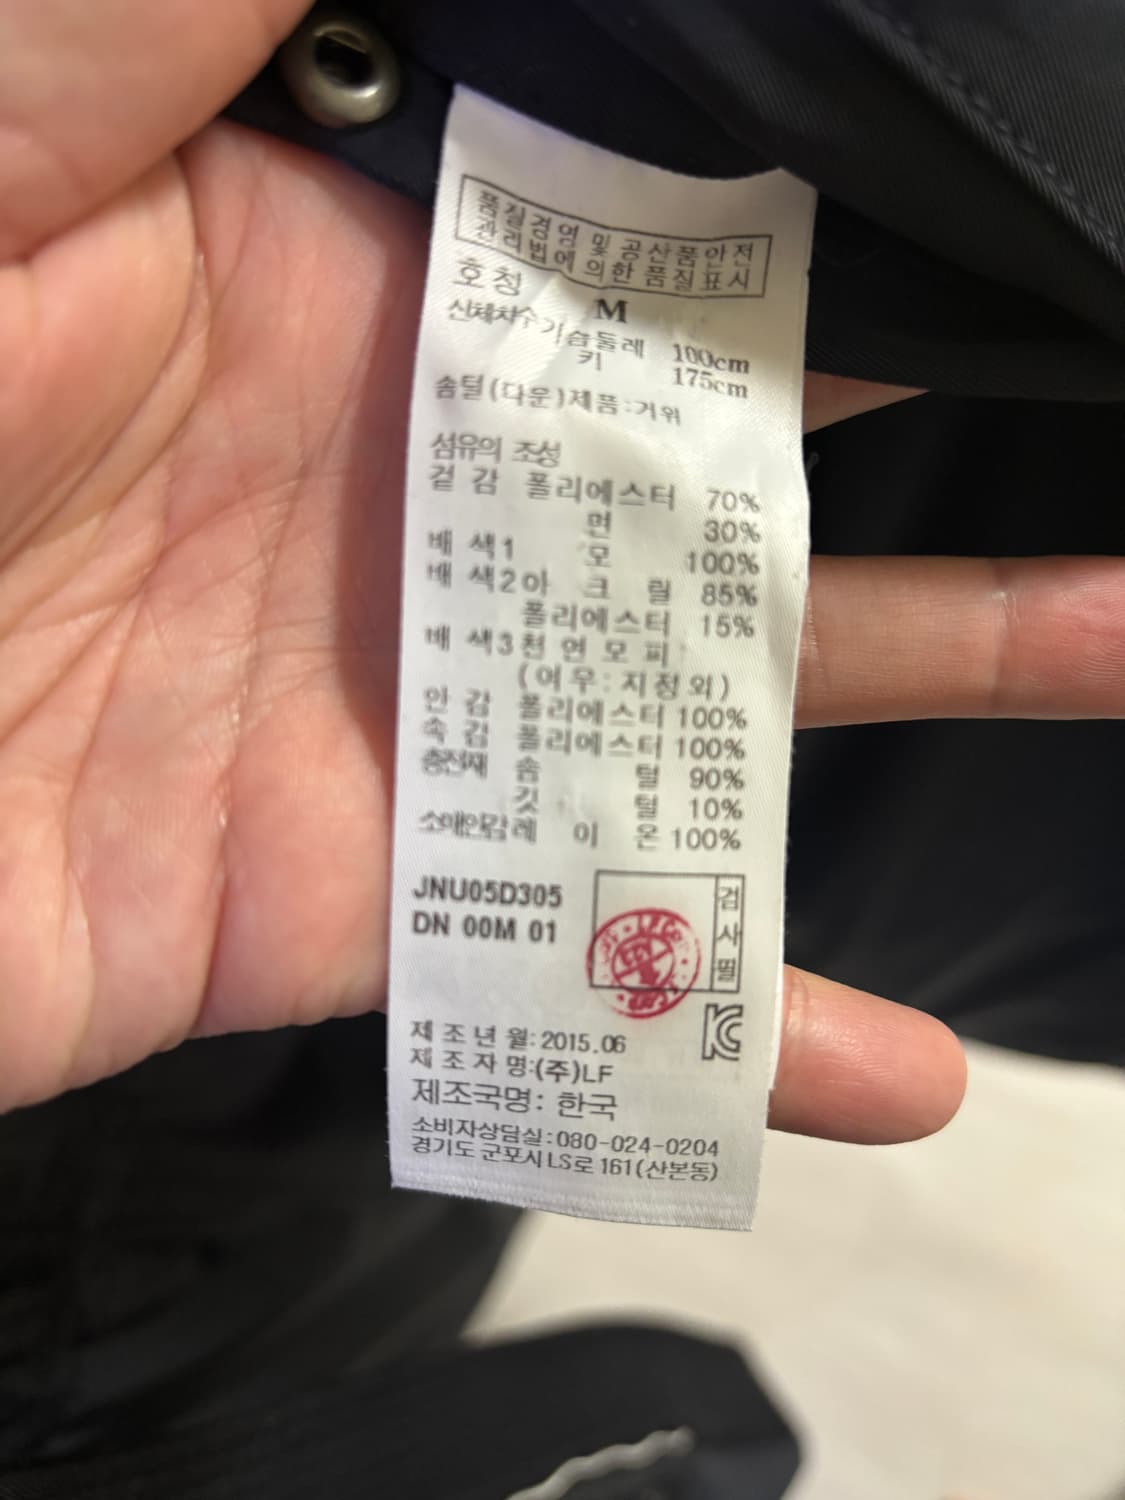 품질경영 및 공산품안전
관리법에 의한 품질표시
호칭 M
신체치수 가슴둘레 100cm
키 175cm
솜털(다운)제품:거위
섬유의 조성
겉 감 폴리에스터 70%
면 30%
배 색1 모 100%
배 색2 아 크 릴 85%
폴리에스터 15%
배 색3 천 연 모 피
(여우:지정외)
안 감 폴리에스터 100%
속 감 폴리에스터 100%
충전재 솜 털 90%
깃 털 10%
소매안감 레 이 온 100%
JNU05D305
DN 00M 01
검사필
KC
제 조 년 월: 2015.06
제 조 자 명:(주)LF
제조국명: 한국
소비자상담실:080-024-0204
경기도 군포시 LS로 161(산본동)